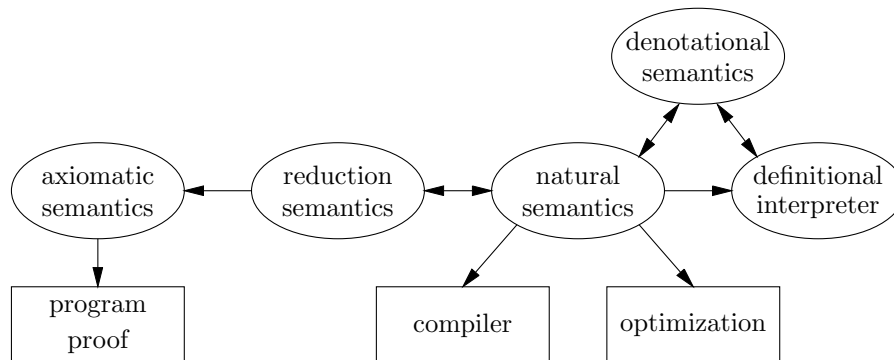 denotational
semantics
axiomatic
semantics
reduction
semantics
natural
semantics
definitional
interpreter
program
proof
compiler
optimization